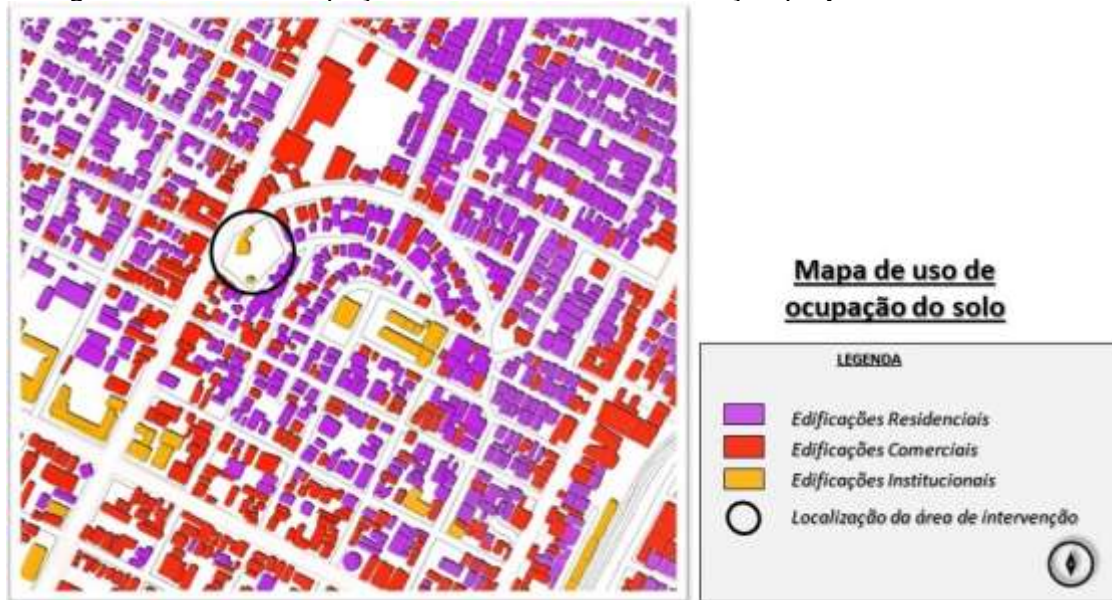 Mapa de uso de
ocupação do solo
LEGENDA
Edificações Residenciais
Edificações Comerciais
Edificações Institucionais
Localização da área de intervenção